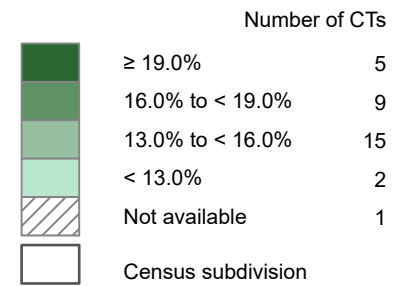 Number of CTs
≥ 19.0% 5
16.0% to < 19.0% 9
13.0% to < 16.0% 15
< 13.0% 2
Not available 1
Census subdivision